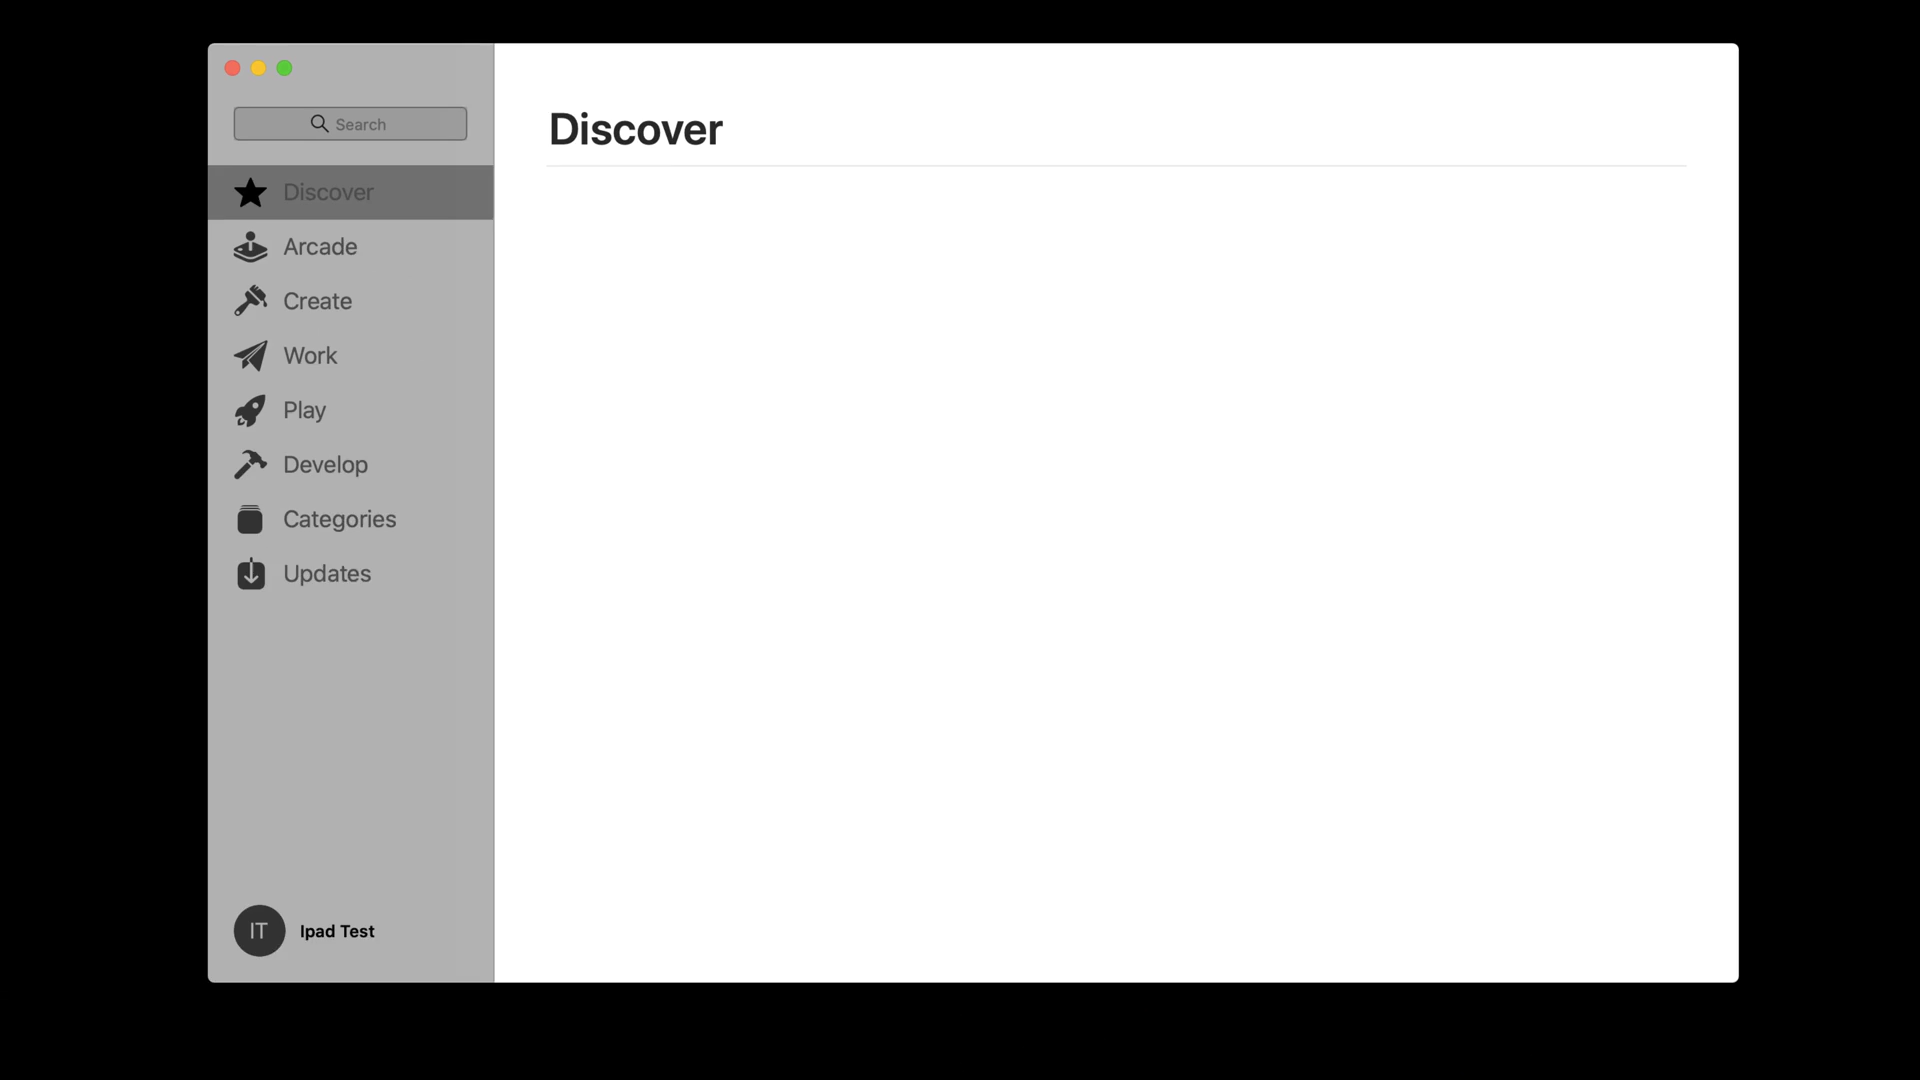 Search
Discover
Arcade
Create
Work
Play
Develop
Categories
Updates
IT
Ipad Test
Discover